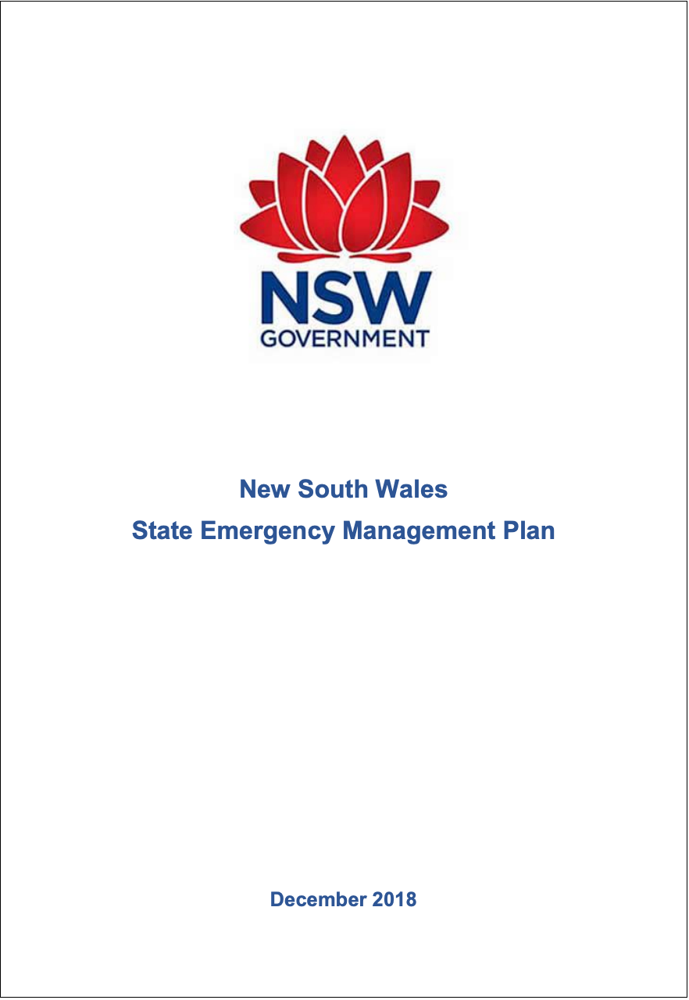 NSW
GOVERNMENT
New South Wales
State Emergency Management Plan
December 2018